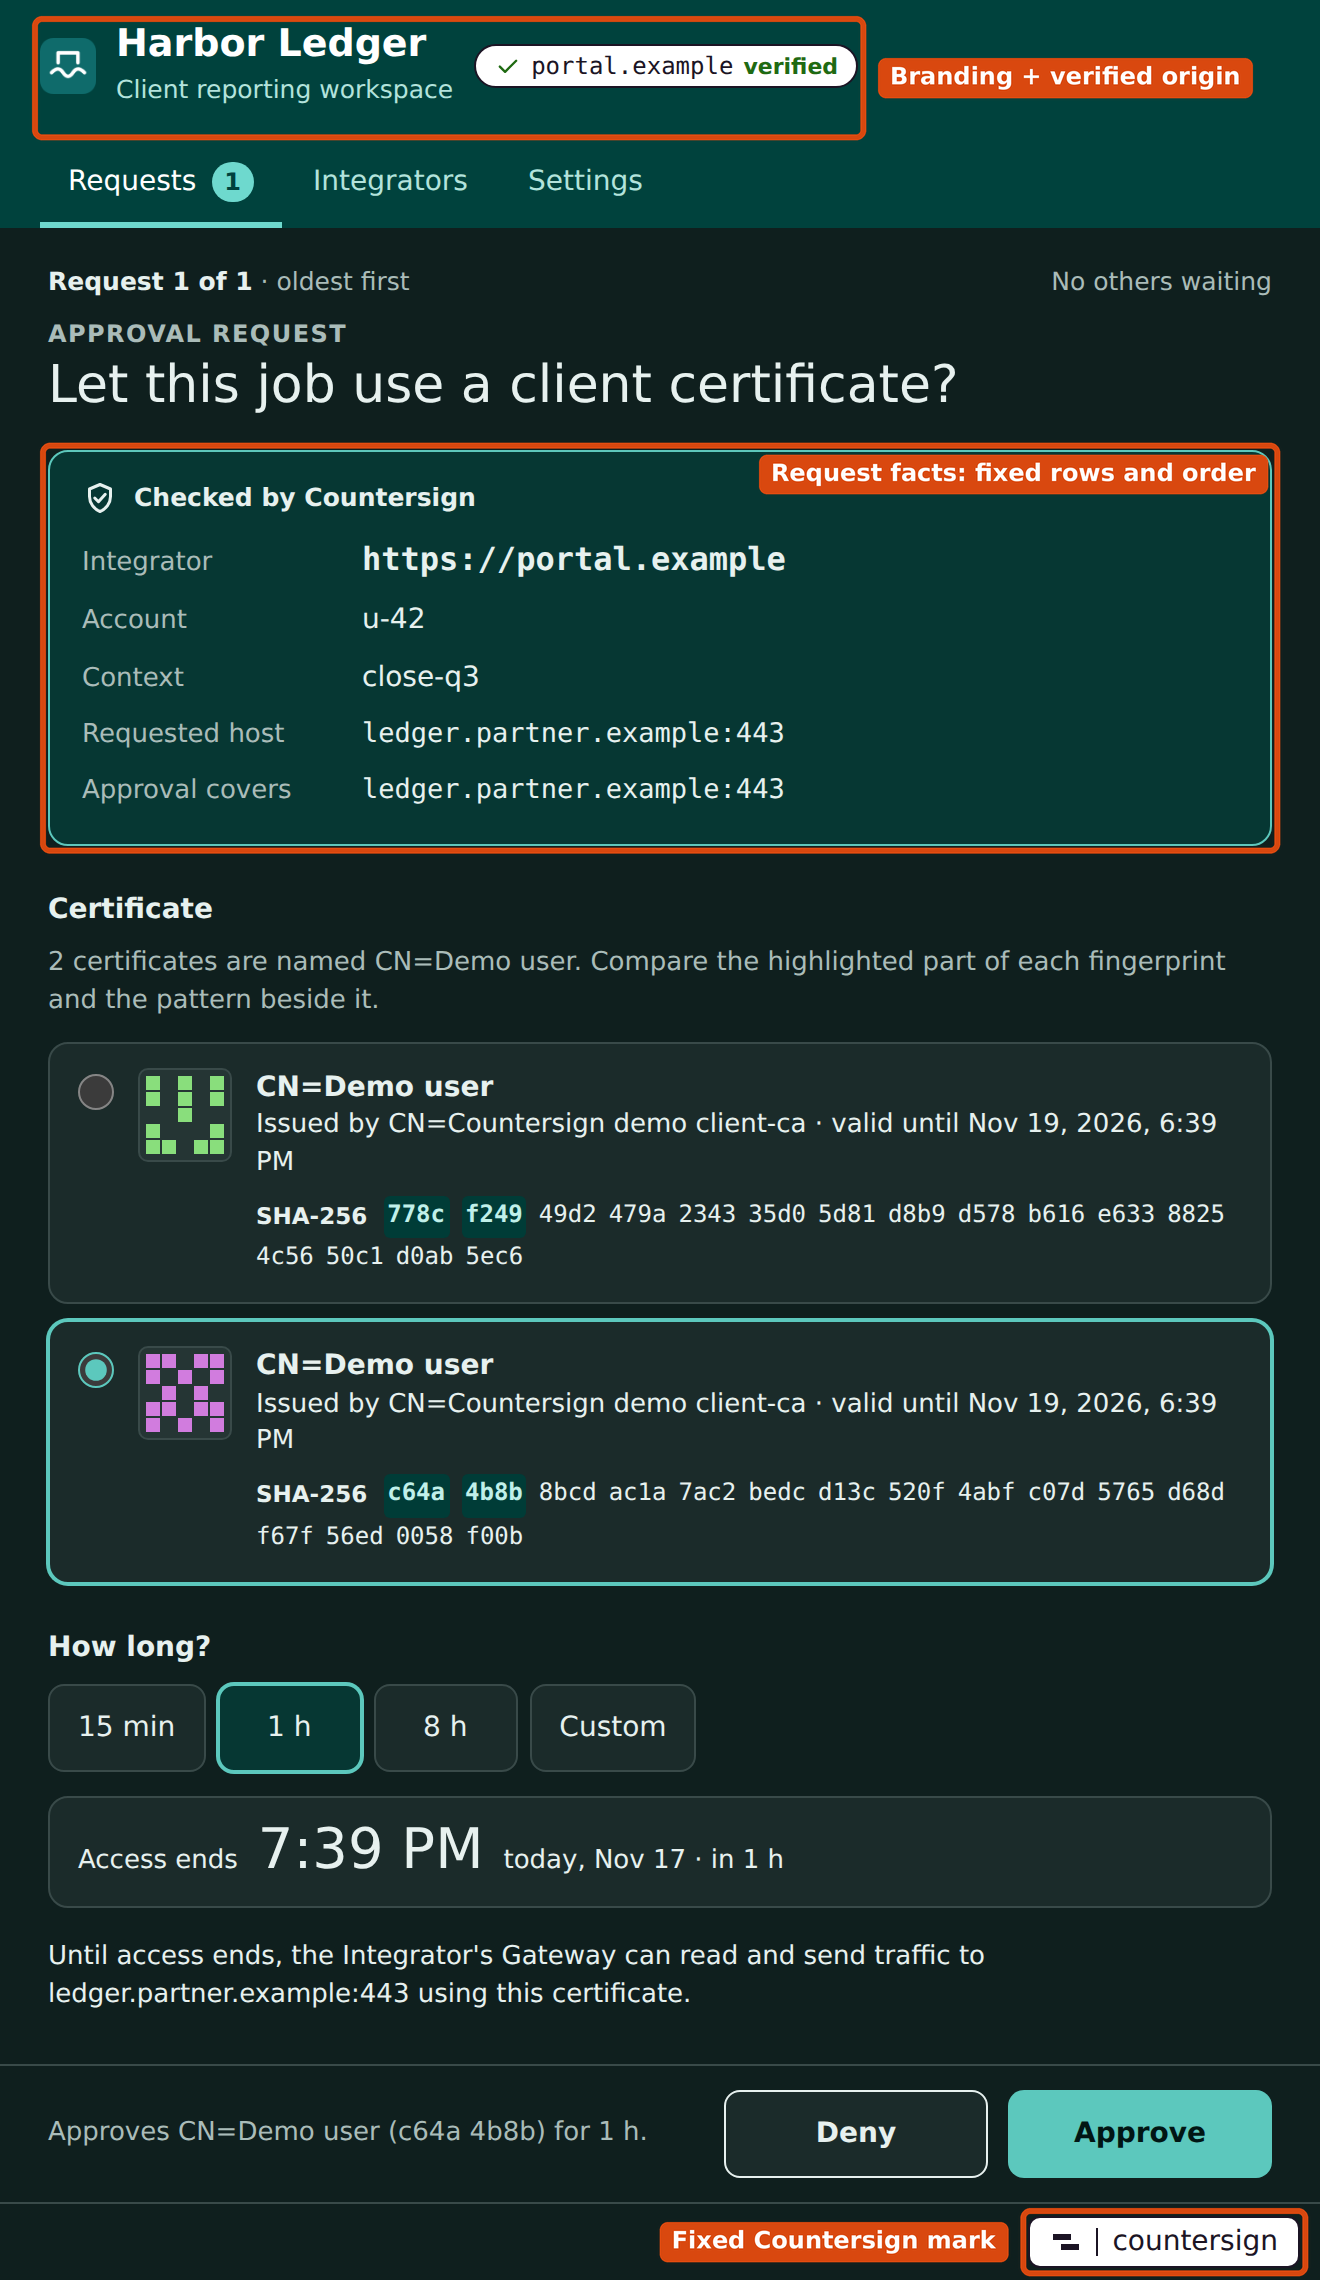 Harbor Ledger
Client reporting workspace
portal.example verified
Branding + verified origin
Requests 1
Integrators
Settings
Request 1 of 1 · oldest first
No others waiting
APPROVAL REQUEST
Let this job use a client certificate?
Request facts: fixed rows and order
Checked by Countersign
Integrator https://portal.example
Account u-42
Context close-q3
Requested host ledger.partner.example:443
Approval covers ledger.partner.example:443
Certificate
2 certificates are named CN=Demo user. Compare the highlighted part of each fingerprint
and the pattern beside it.
CN=Demo user
Issued by CN=Countersign demo client-ca · valid until Nov 19, 2026, 6:39
PM
SHA-256 778c f249 49d2 479a 2343 35d0 5d81 d8b9 d578 b616 e633 8825
4c56 50c1 d0ab 5ec6
CN=Demo user
Issued by CN=Countersign demo client-ca · valid until Nov 19, 2026, 6:39
PM
SHA-256 c64a 4b8b 8bcd ac1a 7ac2 bedc d13c 520f 4abf c07d 5765 d68d
f67f 56ed 0058 f00b
How long?
15 min
1 h
8 h
Custom
Access ends 7:39 PM today, Nov 17 · in 1 h
Until access ends, the Integrator's Gateway can read and send traffic to
ledger.partner.example:443 using this certificate.
Approves CN=Demo user (c64a 4b8b) for 1 h.
Deny
Approve
Fixed Countersign mark
countersign